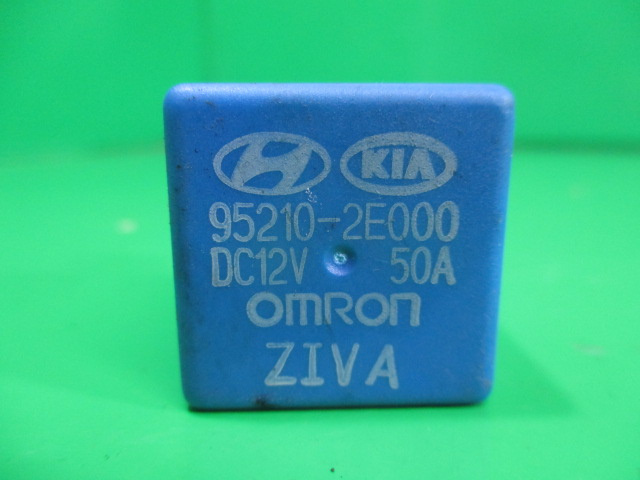 H KIA
95210-2E000
DC12V 50A
OMRON
ZIVA